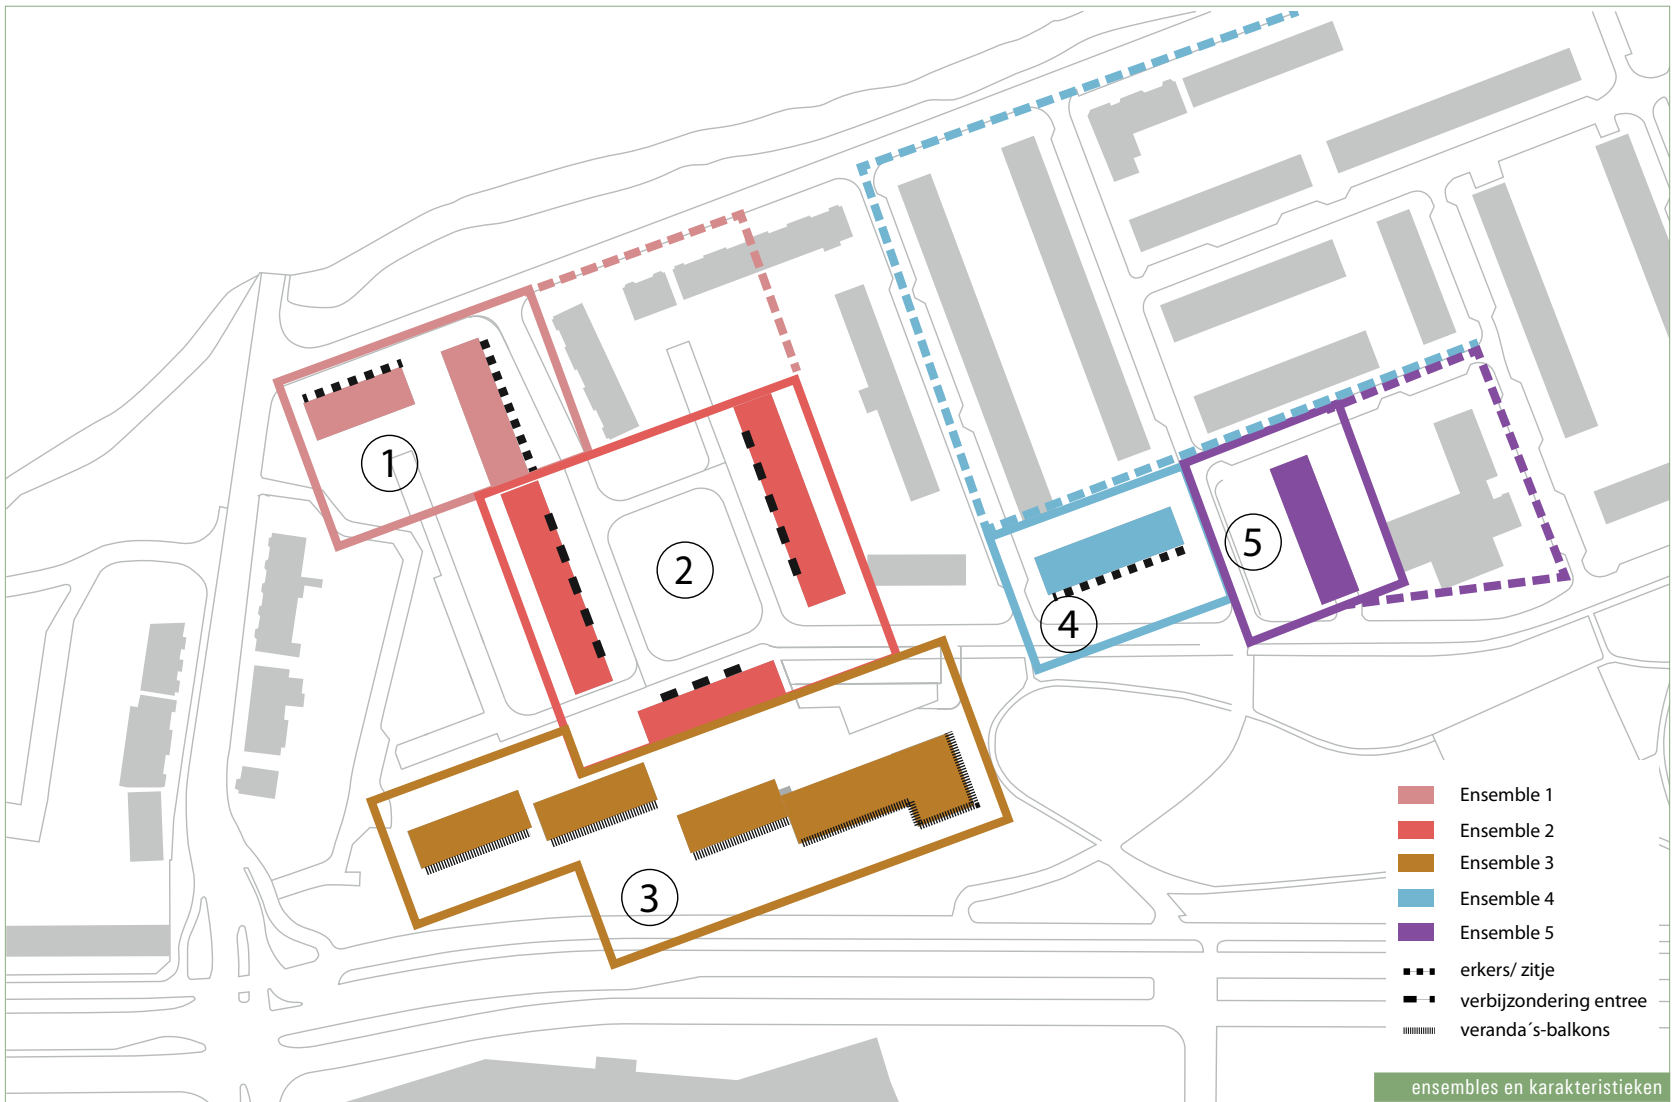 1
2
3
4
5
Ensemble 1
Ensemble 2
Ensemble 3
Ensemble 4
Ensemble 5
erkers/ zitje
verbijzondering entree
veranda´s-balkons
ensembles en karakteristieken